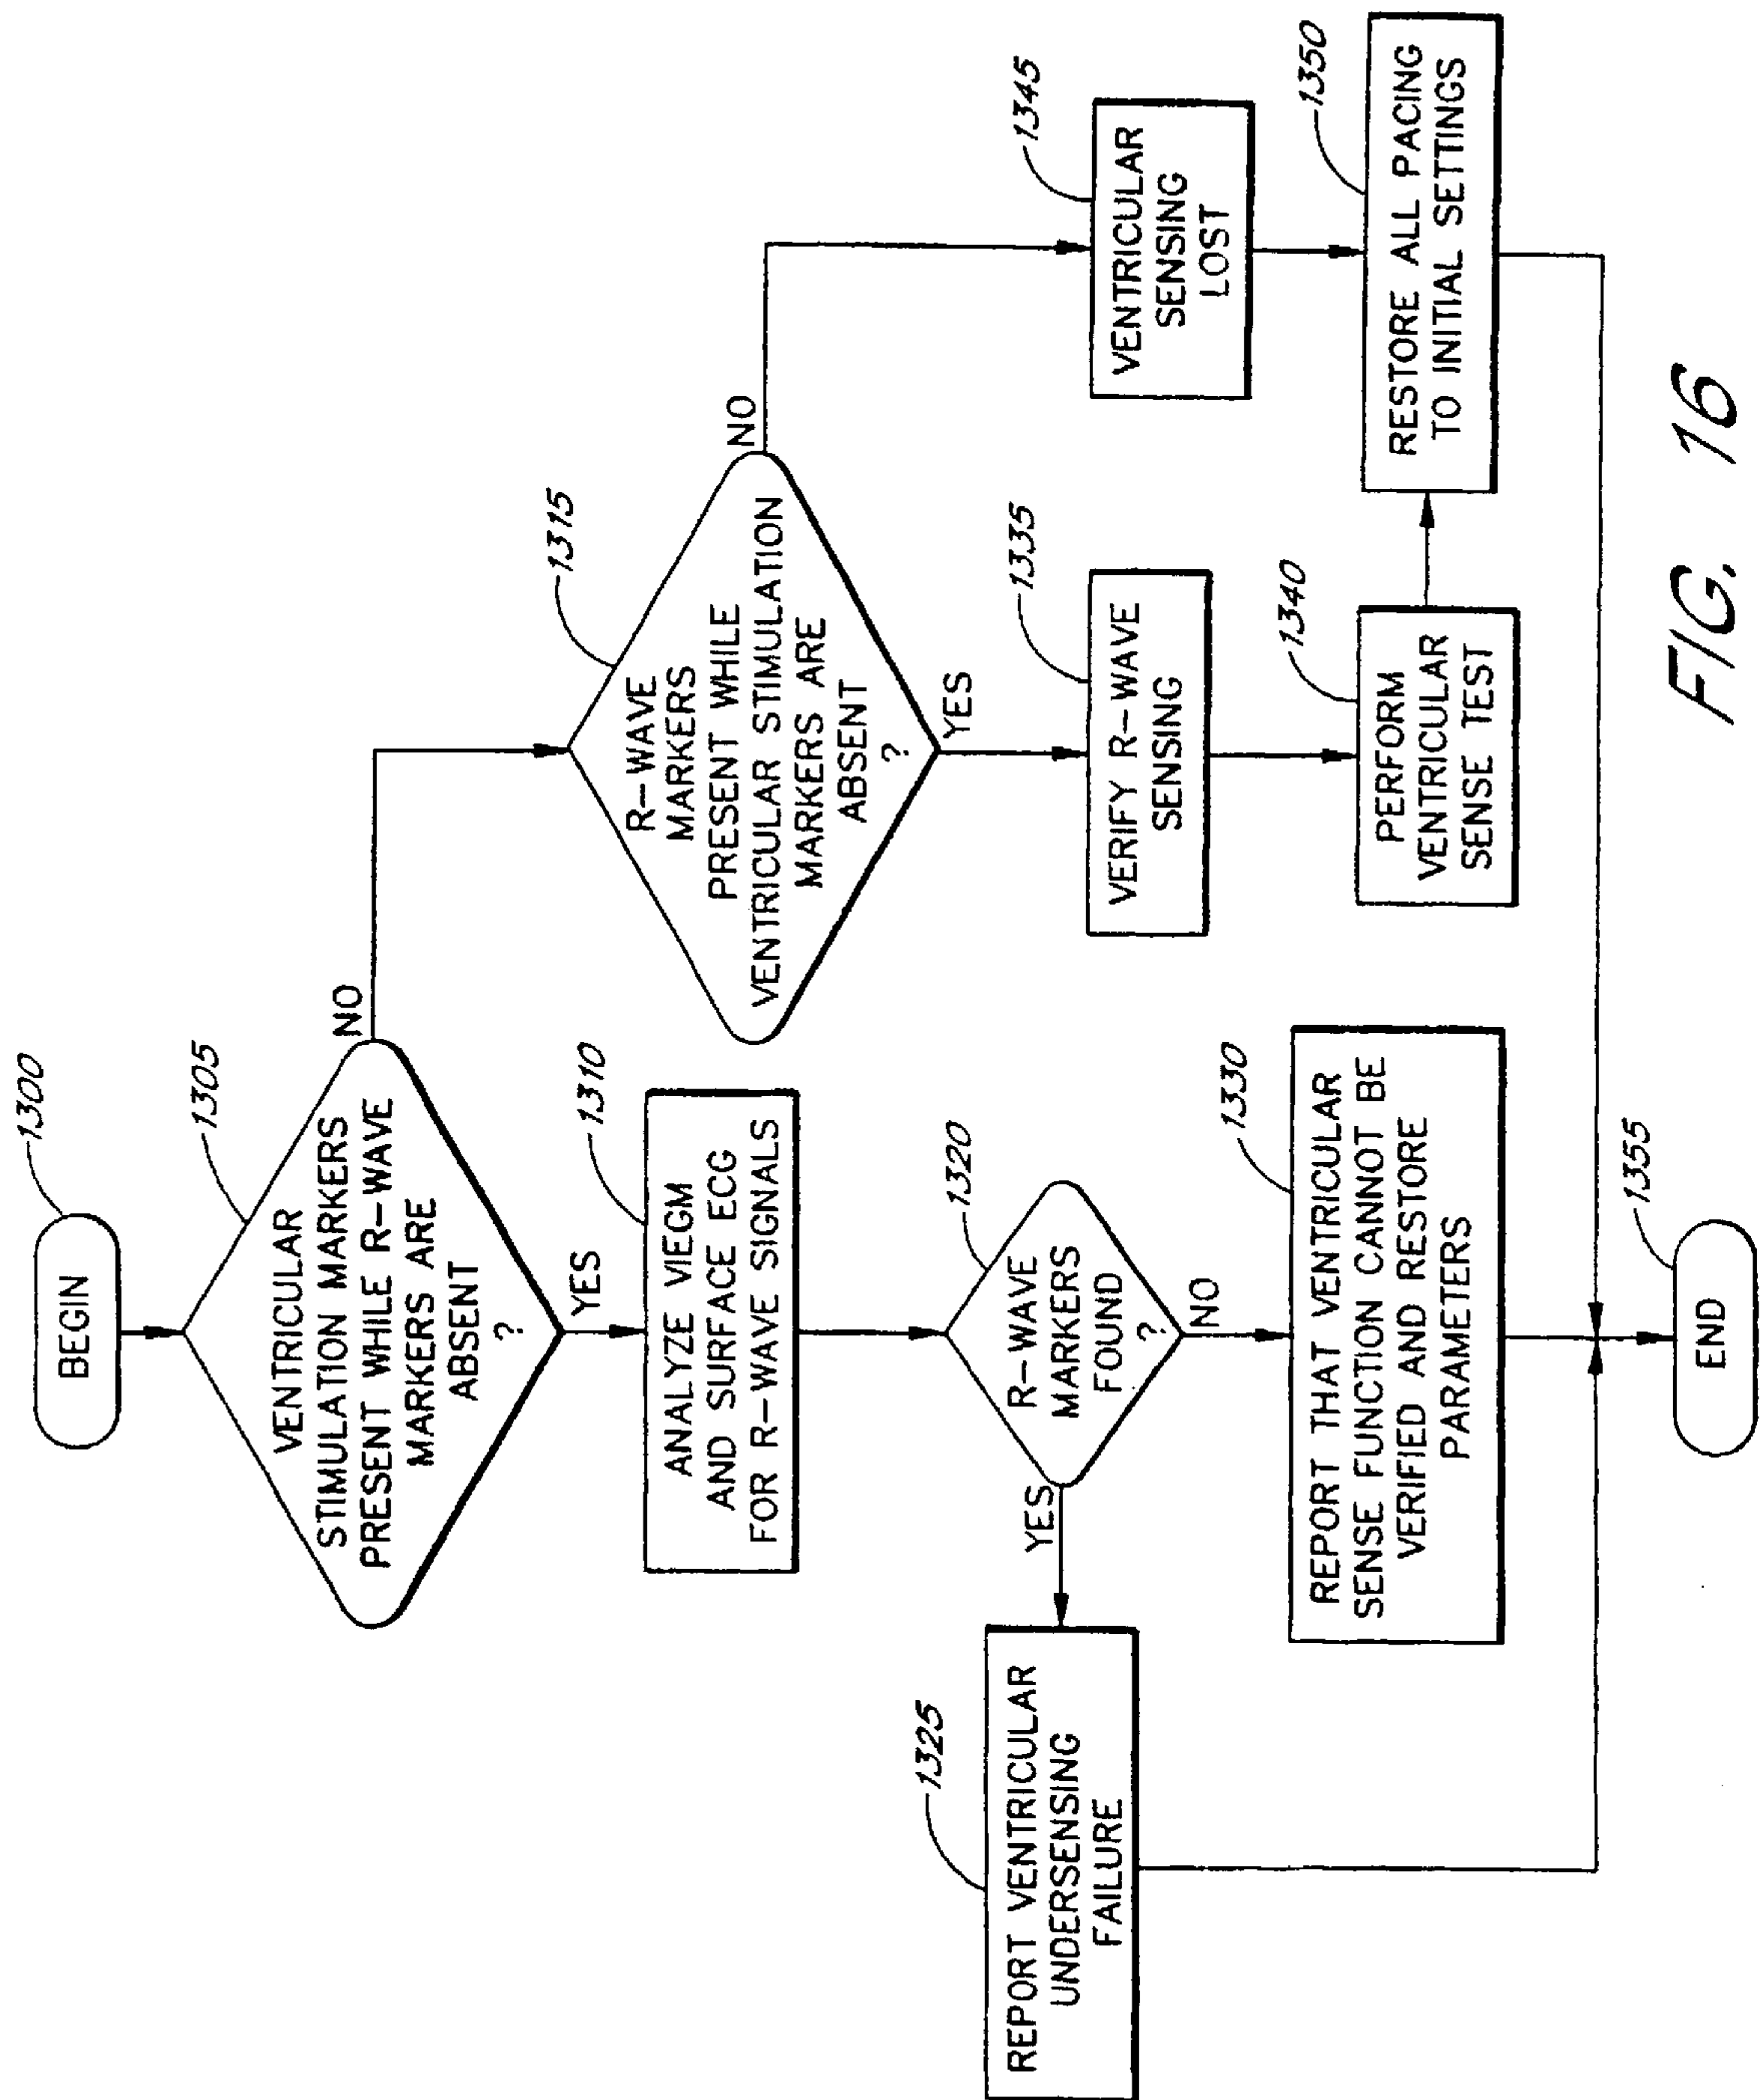 1300
BEGIN
1305
VENTRICULAR
STIMULATION MARKERS
PRESENT WHILE R-WAVE
MARKERS ARE
ABSENT
?
NO
YES
1310
ANALYZE VIEGM
AND SURFACE ECG
FOR R-WAVE SIGNALS
1315
R-WAVE
MARKERS
PRESENT WHILE
VENTRICULAR STIMULATION
MARKERS ARE
ABSENT
?
NO
YES
1320
R-WAVE
MARKERS
FOUND
?
YES
NO
1325
REPORT VENTRICULAR
UNDERSENSING
FAILURE
1330
REPORT THAT VENTRICULAR
SENSE FUNCTION CANNOT BE
VERIFIED AND RESTORE
PARAMETERS
1335
VERIFY R-WAVE
SENSING
1340
PERFORM
VENTRICULAR
SENSE TEST
1345
VENTRICULAR
SENSING
LOST
1350
RESTORE ALL PACING
TO INITIAL SETTINGS
1355
END
FIG. 16